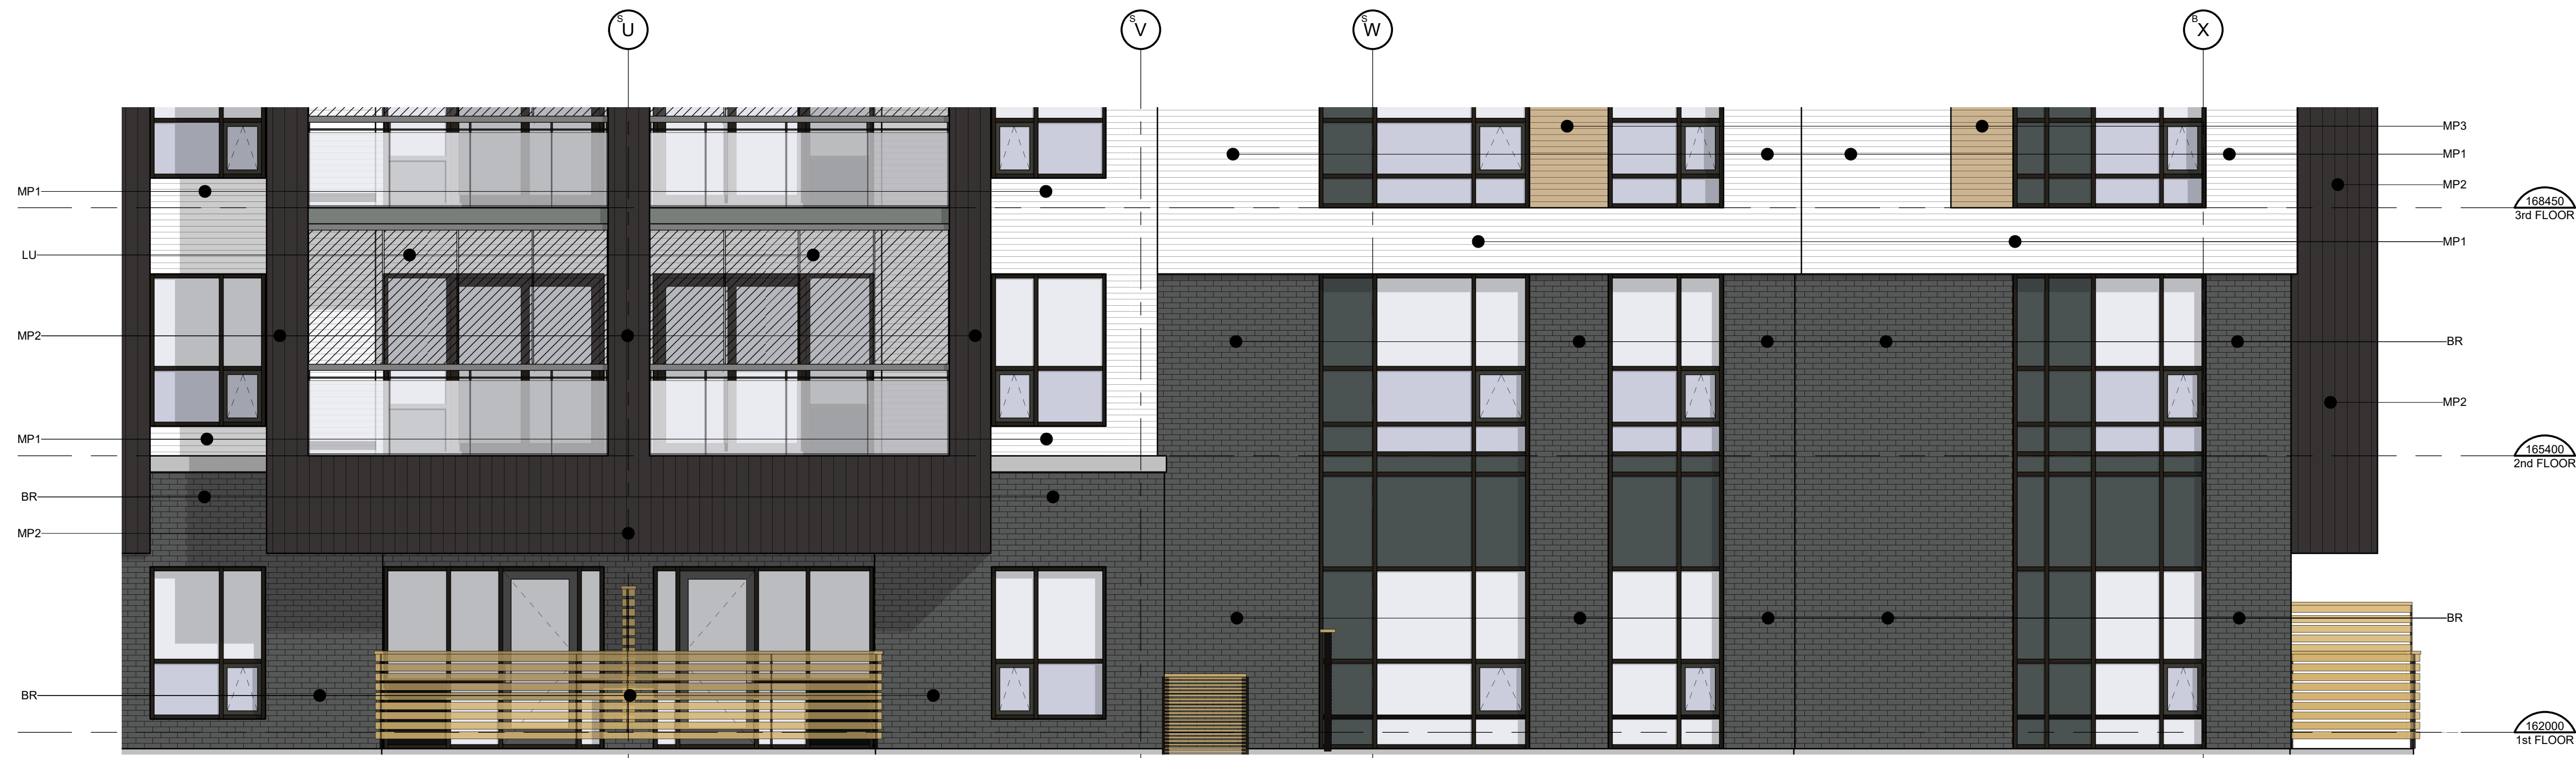 S
U
S
V
S
W
B
X
MP3
MP1
MP2
MP1
168450
3rd FLOOR
MP1
LU
MP2
BR
MP2
MP1
165400
2nd FLOOR
BR
MP2
BR
BR
162000
1st FLOOR